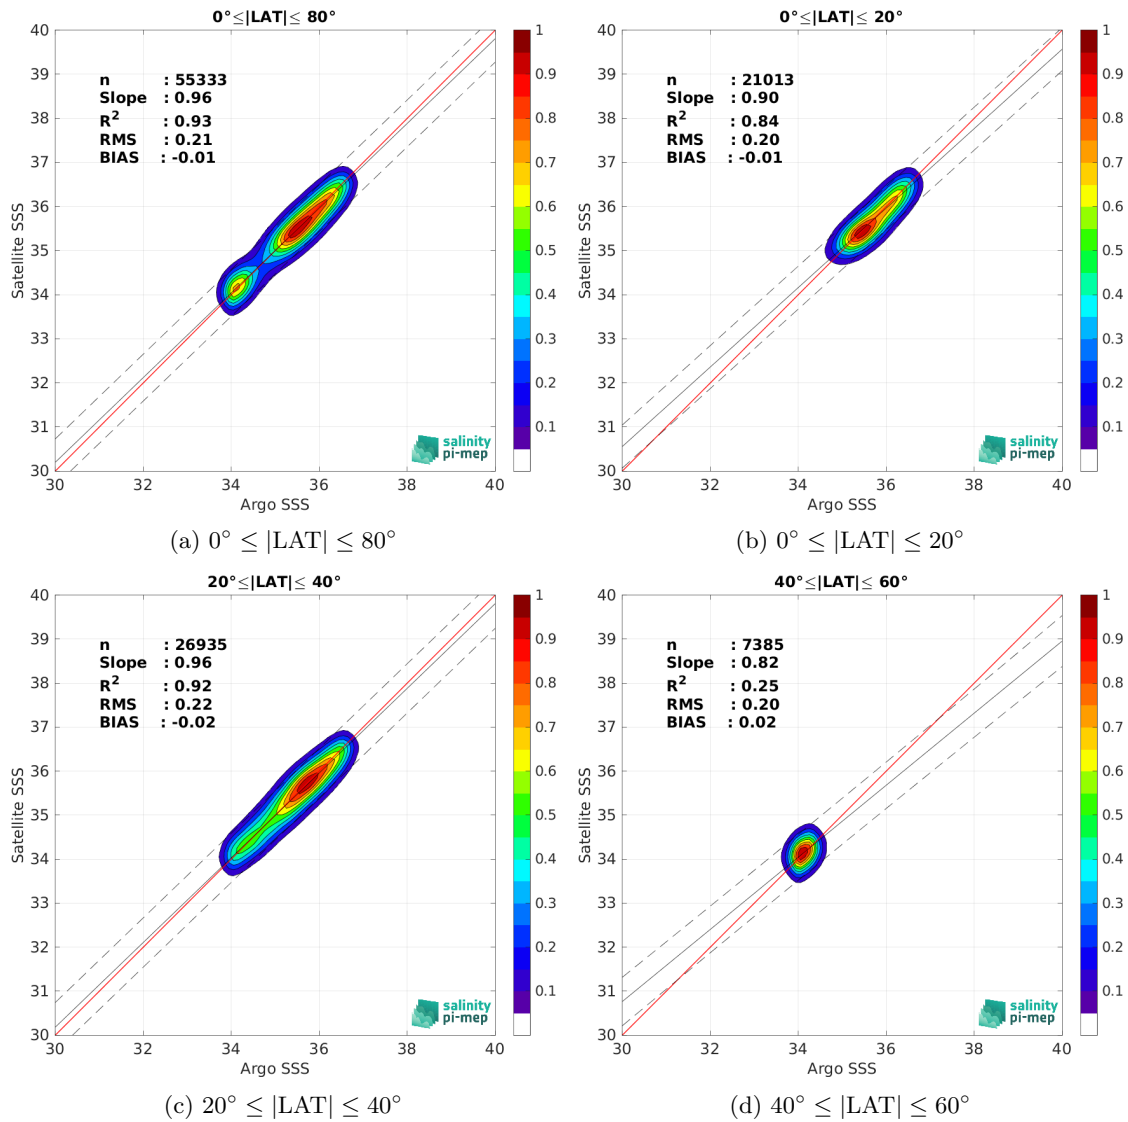 0°≤|LAT|≤ 80°
n : 55333
Slope : 0.96
R² : 0.93
RMS : 0.21
BIAS : -0.01
40
39
38
37
36
35
34
33
32
31
30
Satellite SSS
30 32 34 36 38 40
Argo SSS
1
0.9
0.8
0.7
0.6
0.5
0.4
0.3
0.2
0.1
salinity
pi-mep
(a) 0° ≤ |LAT| ≤ 80°
0°≤|LAT|≤ 20°
n : 21013
Slope : 0.90
R² : 0.84
RMS : 0.20
BIAS : -0.01
40
39
38
37
36
35
34
33
32
31
30
Satellite SSS
30 32 34 36 38 40
Argo SSS
1
0.9
0.8
0.7
0.6
0.5
0.4
0.3
0.2
0.1
salinity
pi-mep
(b) 0° ≤ |LAT| ≤ 20°
20°≤|LAT|≤ 40°
n : 26935
Slope : 0.96
R² : 0.92
RMS : 0.22
BIAS : -0.02
40
39
38
37
36
35
34
33
32
31
30
Satellite SSS
30 32 34 36 38 40
Argo SSS
1
0.9
0.8
0.7
0.6
0.5
0.4
0.3
0.2
0.1
salinity
pi-mep
(c) 20° ≤ |LAT| ≤ 40°
40°≤|LAT|≤ 60°
n : 7385
Slope : 0.82
R² : 0.25
RMS : 0.20
BIAS : 0.02
40
39
38
37
36
35
34
33
32
31
30
Satellite SSS
30 32 34 36 38 40
Argo SSS
1
0.9
0.8
0.7
0.6
0.5
0.4
0.3
0.2
0.1
salinity
pi-mep
(d) 40° ≤ |LAT| ≤ 60°